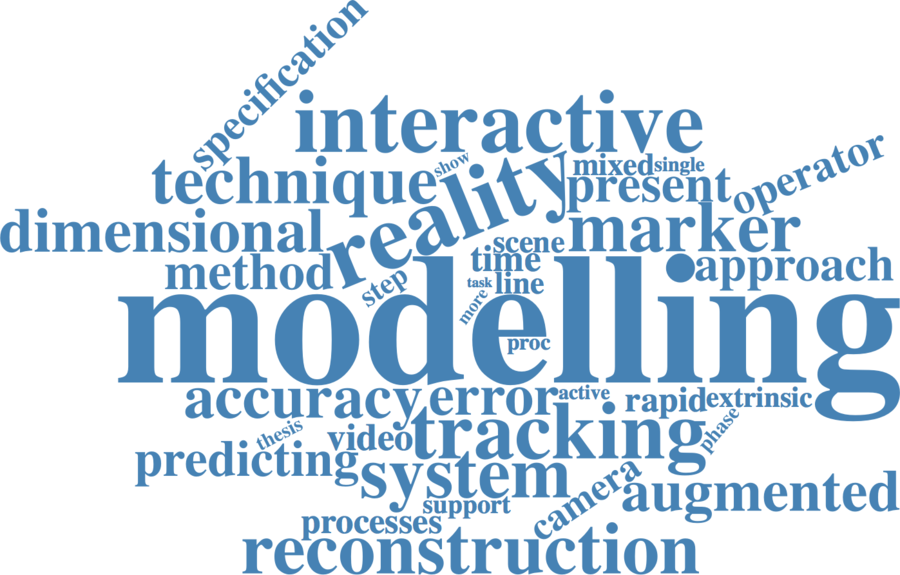 specification
interactive
technique
show
reality
mixed
single
present
operator
dimensional
marker
scene
time
method
step
task
line
approach
more
modelling
proc
accuracy
error
active
rapid
extrinsic
thesis
video
tracking
phase
predicting
system
camera
augmented
support
processes
reconstruction